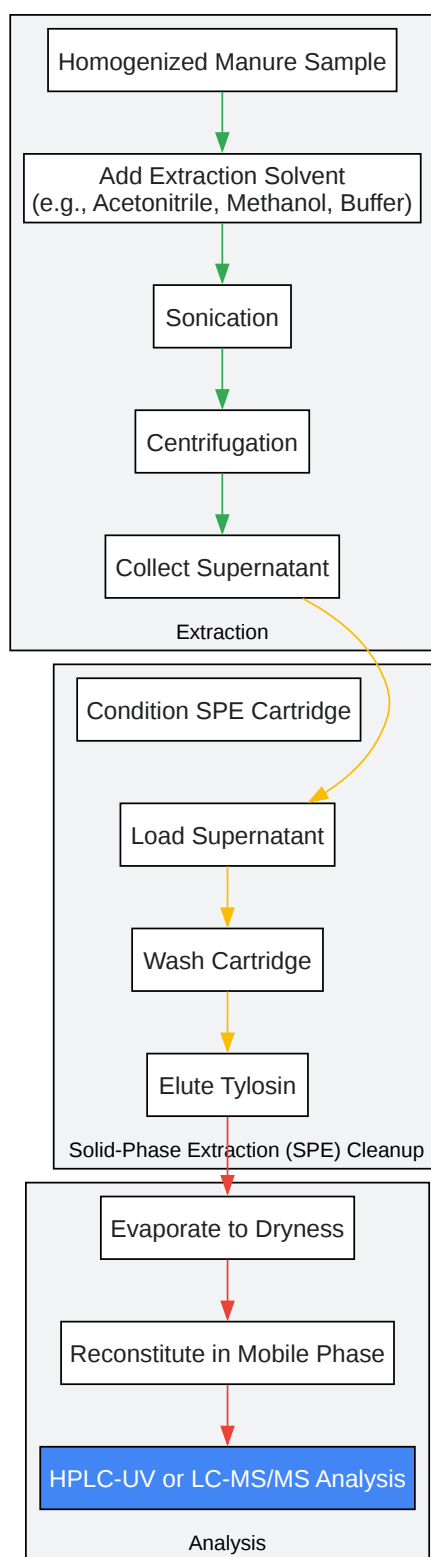 Homogenized Manure Sample
Add Extraction Solvent
(e.g., Acetonitrile, Methanol, Buffer)
Sonication
Centrifugation
Collect Supernatant
Extraction
Condition SPE Cartridge
Load Supernatant
Wash Cartridge
Elute Tylosin
Solid-Phase Extraction (SPE) Cleanup
Evaporate to Dryness
Reconstitute in Mobile Phase
HPLC-UV or LC-MS/MS Analysis
Analysis